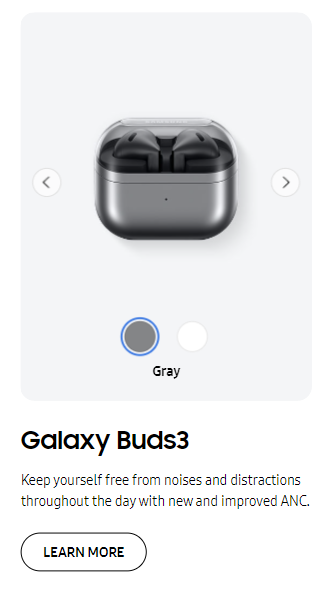 Gray
Galaxy Buds3
Keep yourself free from noises and distractions
throughout the day with new and improved ANC.
LEARN MORE